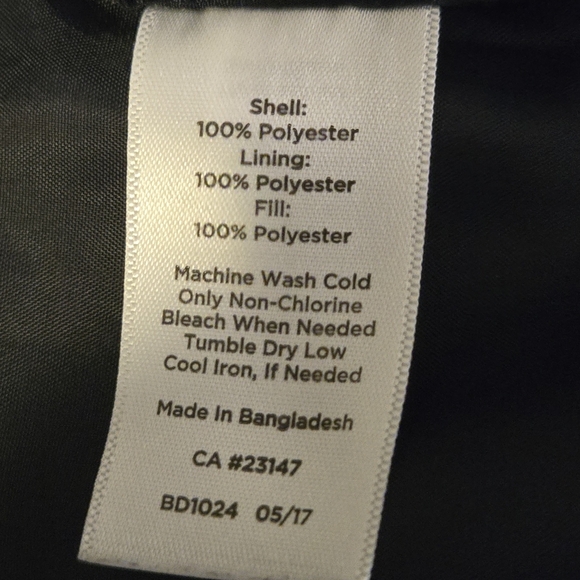 Shell:
100% Polyester
Lining:
100% Polyester
Fill:
100% Polyester
Machine Wash Cold
Only Non-Chlorine
Bleach When Needed
Tumble Dry Low
Cool Iron, If Needed
Made In Bangladesh
CA #23147
BD1024 05/17